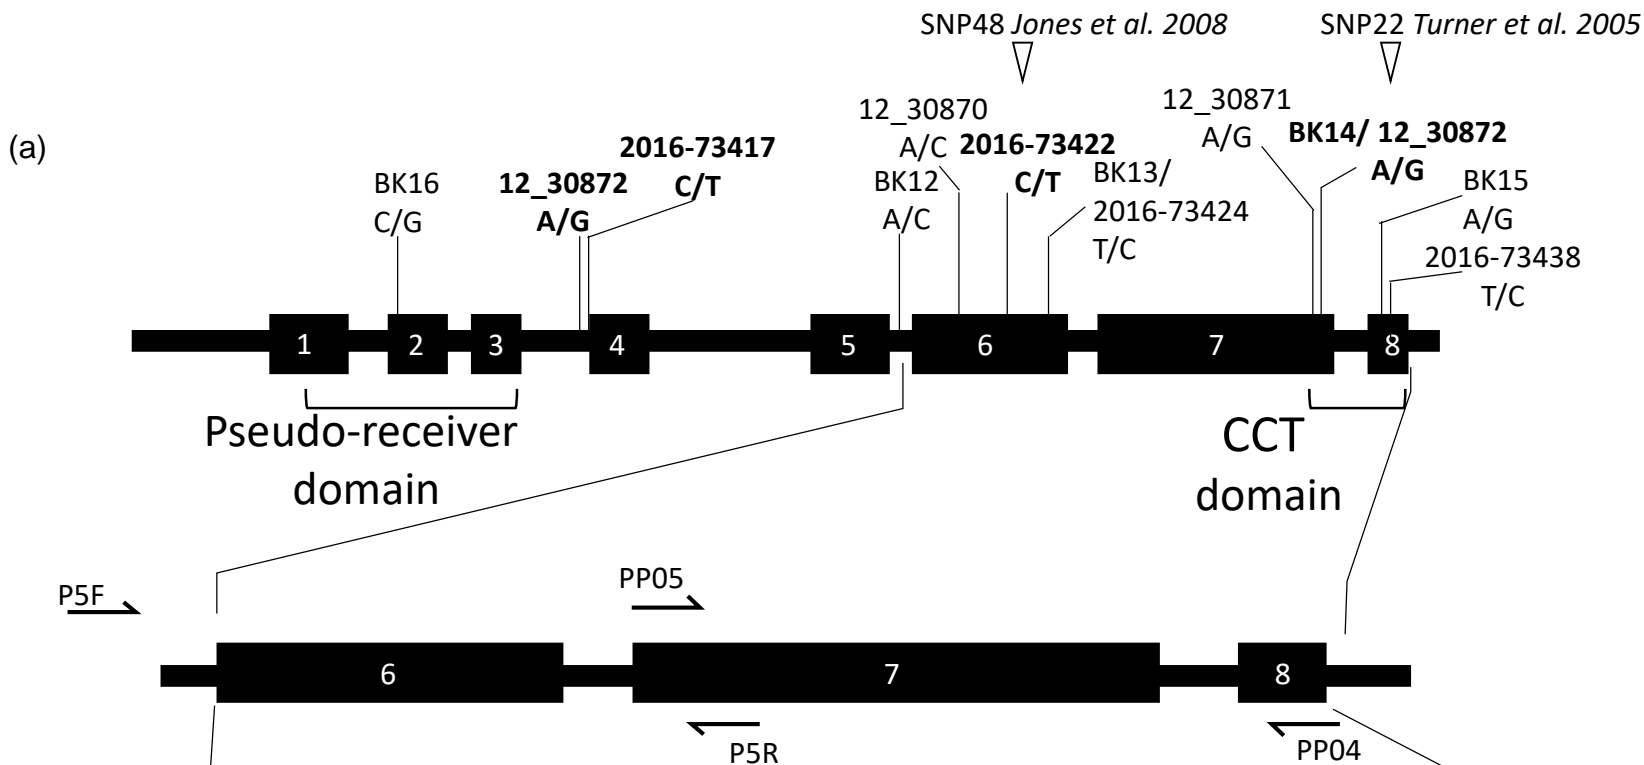 SNP48 Jones et al. 2008
SNP22 Turner et al. 2005
(a)
BK16
C/G
12_30872
A/G
2016-73417
C/T
BK12
A/C
12_30870
A/C
2016-73422
C/T
BK13/
2016-73424
T/C
12_30871
A/G
BK14/ 12_30872
A/G
BK15
A/G
2016-73438
T/C
1
2
3
4
5
6
7
8
Pseudo-receiver
domain
CCT
domain
P5F
PP05
6
7
8
P5R
PP04